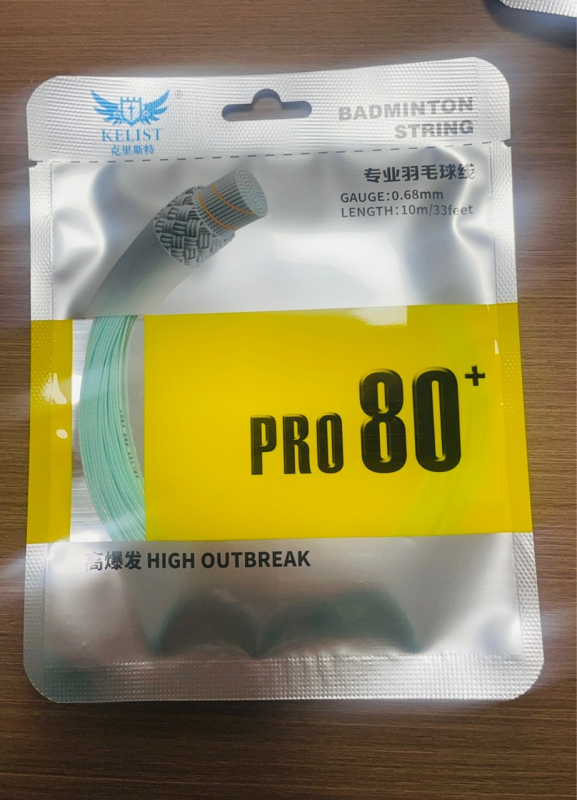 KELIST
克里斯特
®
BADMINTON
STRING
专业羽毛球线
GAUGE:0.68mm
LENGTH:10m/33feet
PRO 80+
高爆发 HIGH OUTBREAK